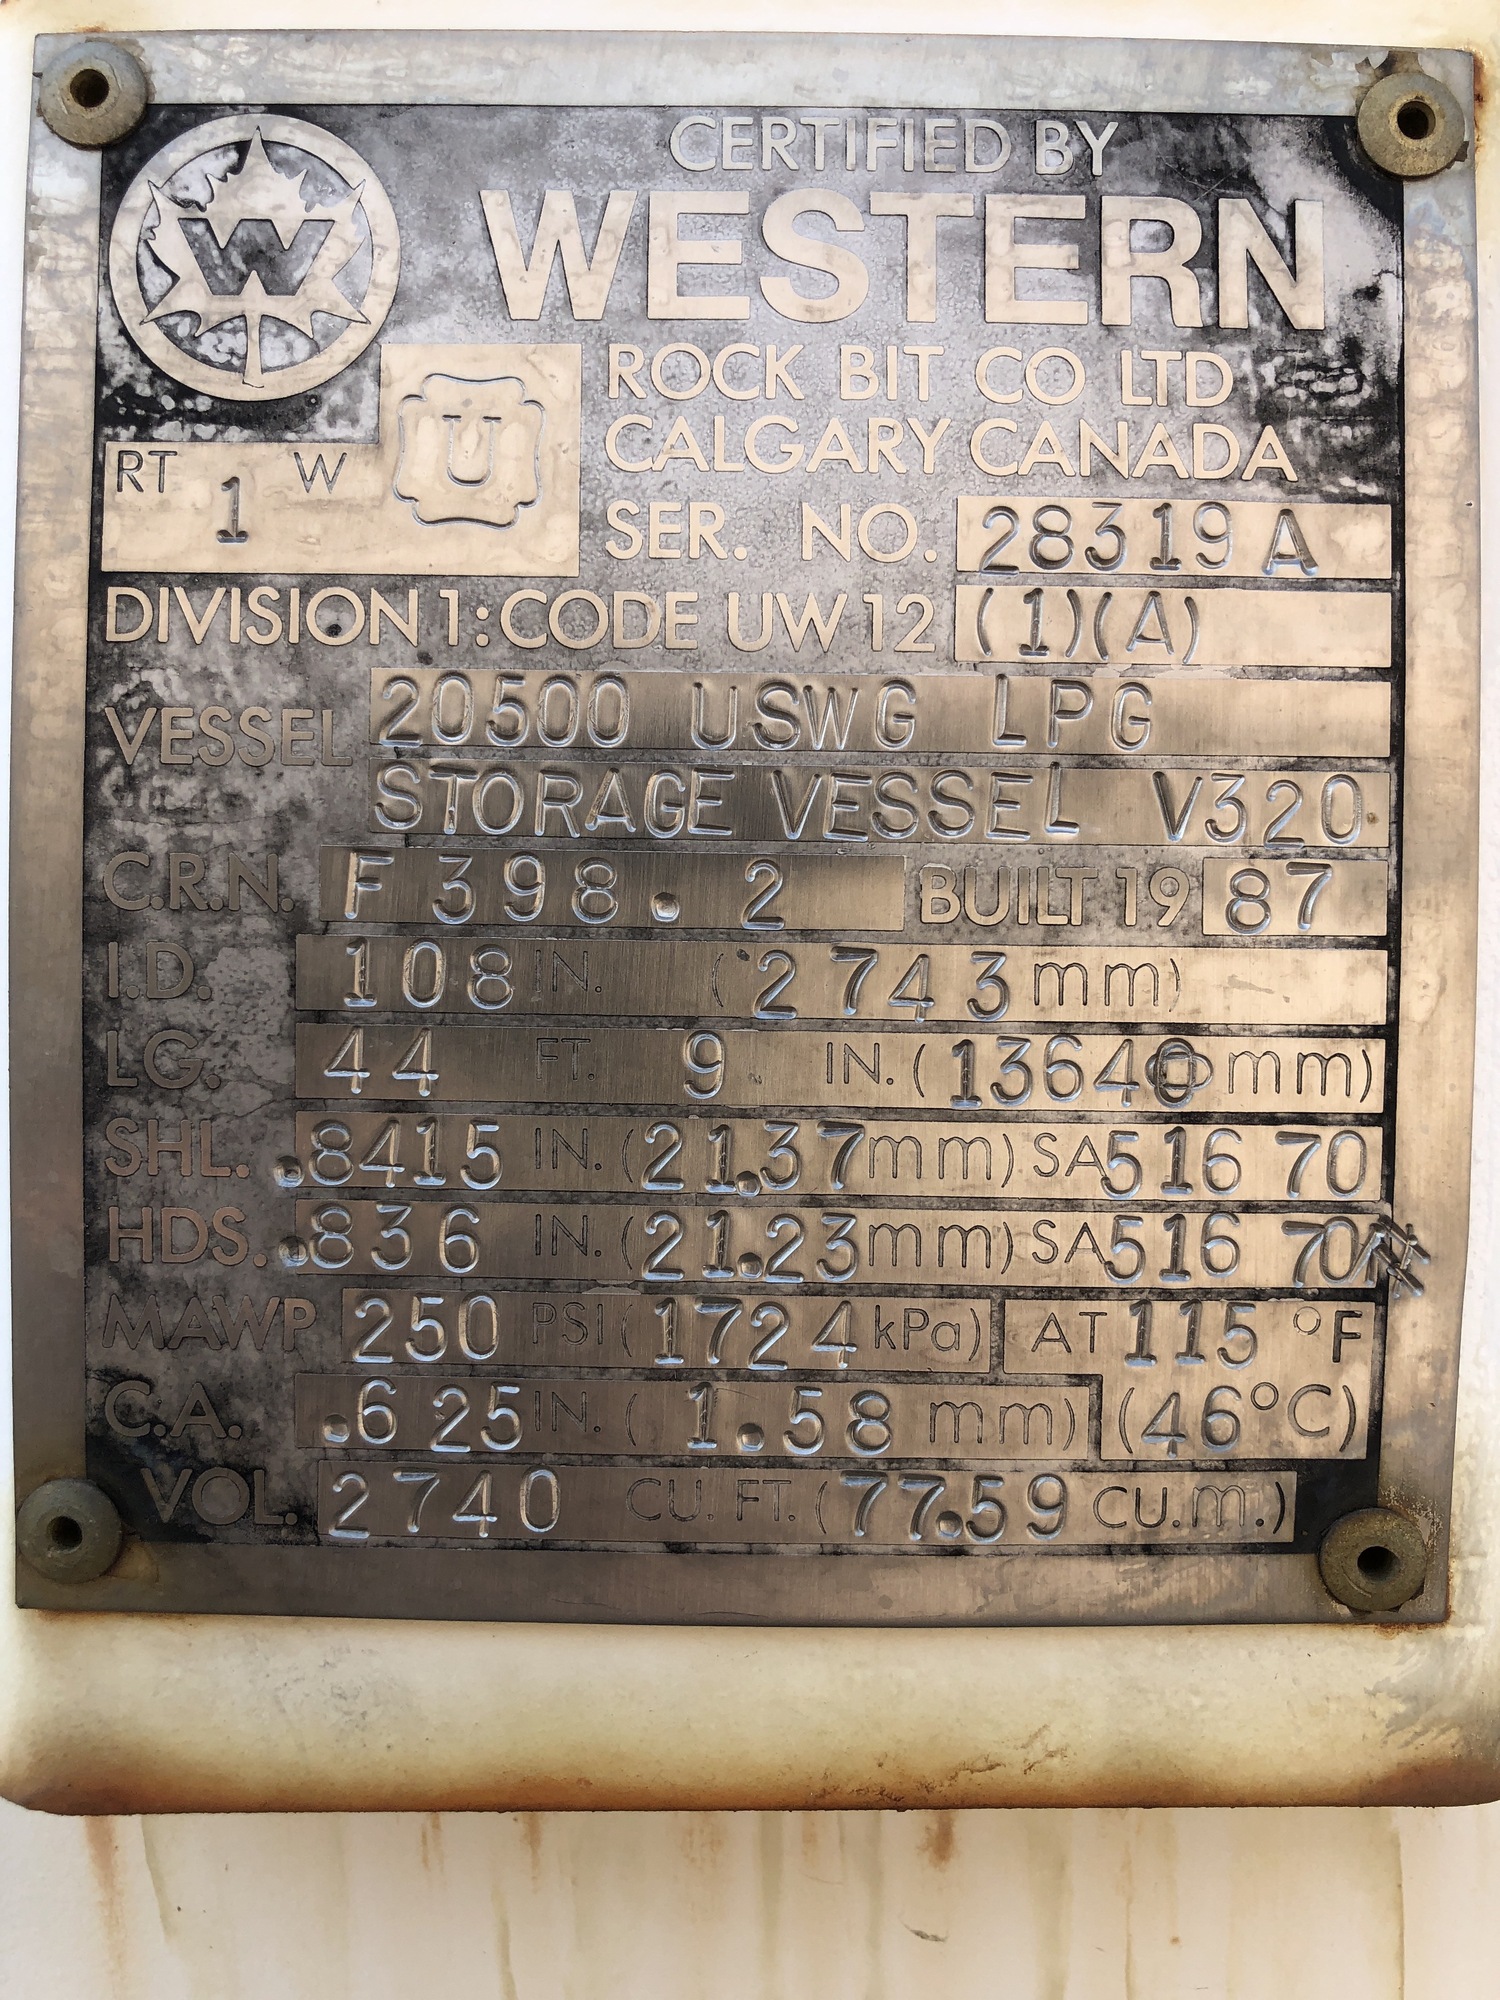 CERTIFIED BY
W WESTERN
ROCK BIT CO LTD
U
CALGARY CANADA
RT 1 W
SER. NO. 28319 A
DIVISION 1: CODE UW 12 (1)(A)
VESSEL 20500 USWG LPG
STORAGE VESSEL V320
C.R.N. F 398.2 BUILT 19 87
I.D. 108 IN. (2743 mm)
LG. 44 FT. 9 IN. (13640 mm)
SHL. .8415 IN. (21.37 mm) SA 516 70
HDS. .836 IN. (21.23 mm) SA 516 70
MAWP 250 PSI (1724 kPa) AT 115 °F
C.A. .625 IN. (1.58 mm) (46°C)
VOL. 2740 CU. FT. (77.59 CU.m.)